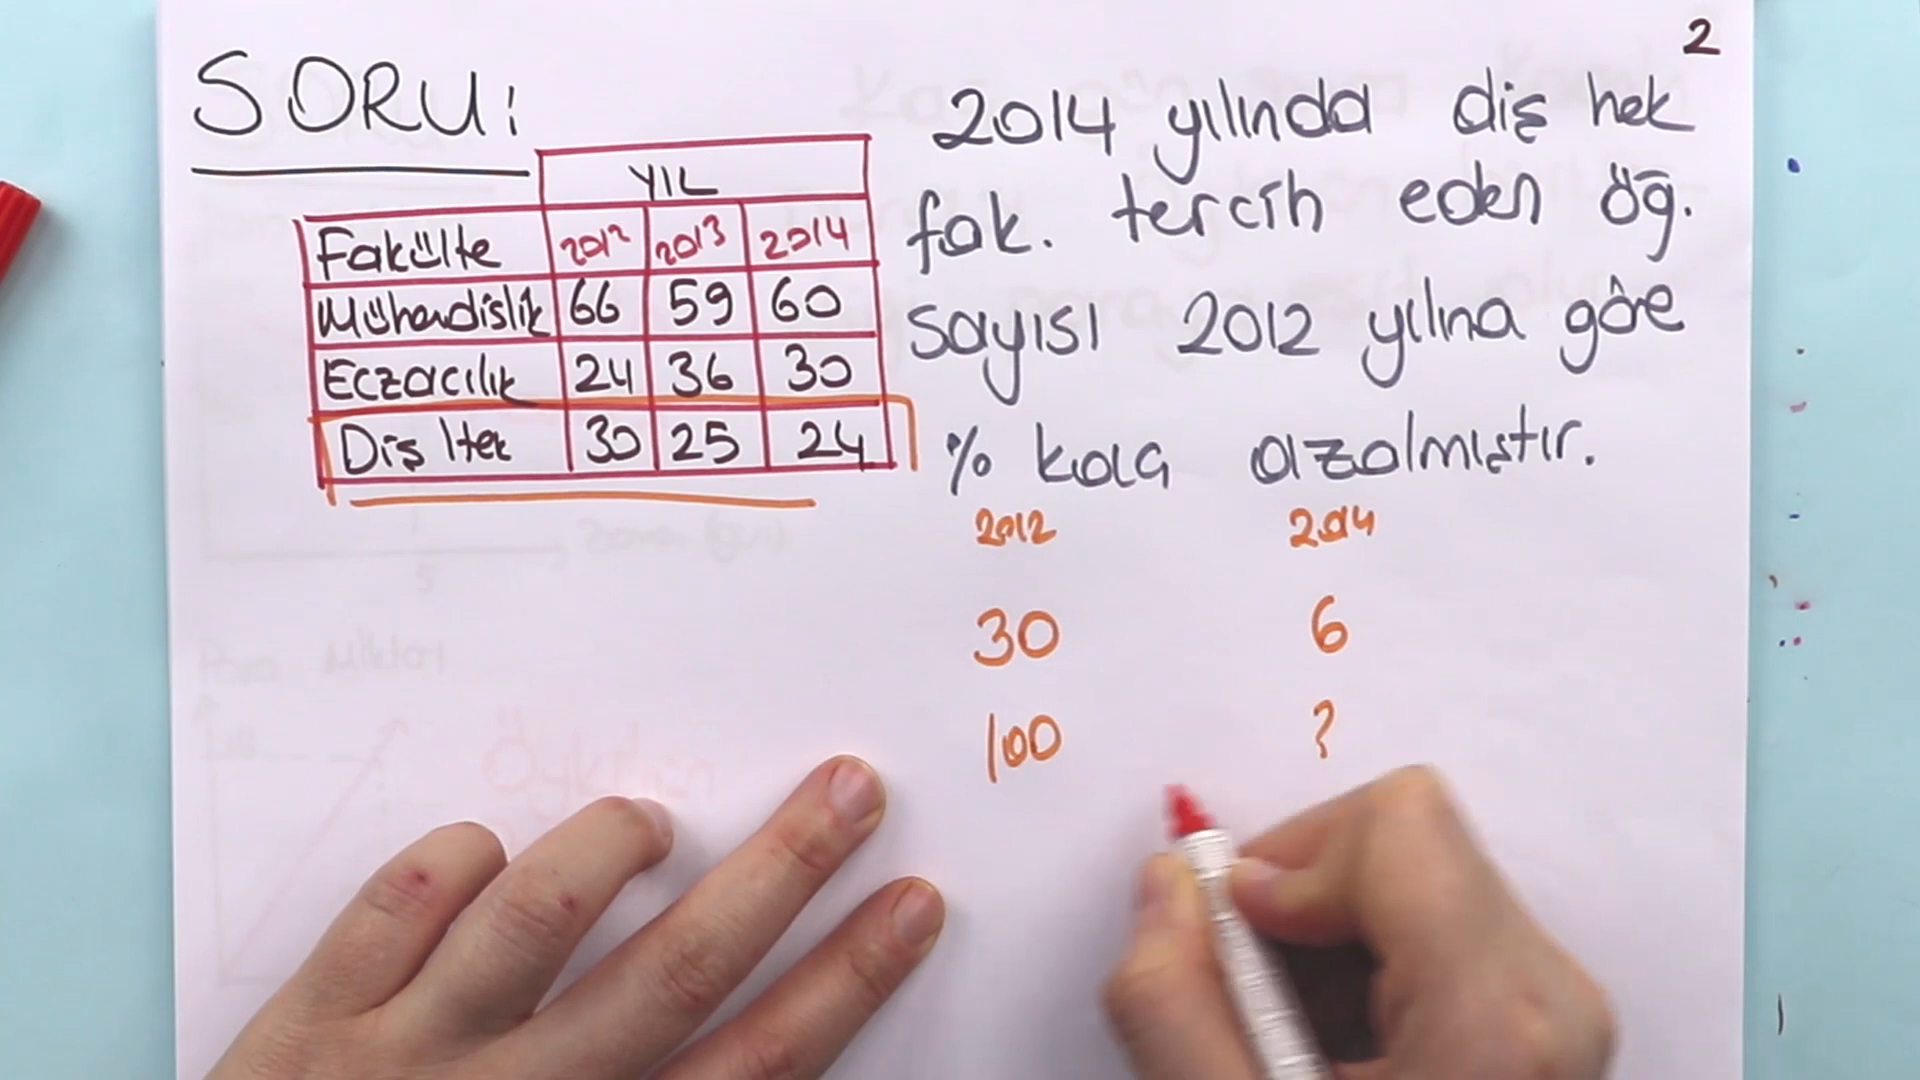 2
SORU:
YIL
Fakülte 2012 2013 2014
Mühendislik 66 59 60
Eczacılık 24 36 30
Diş Hek 30 25 24
2014 yılında diş hek
fak. tercih eden öğ.
sayısı 2012 yılına göre
% kaç azalmıştır.
2012 2014
30 6
100 ?